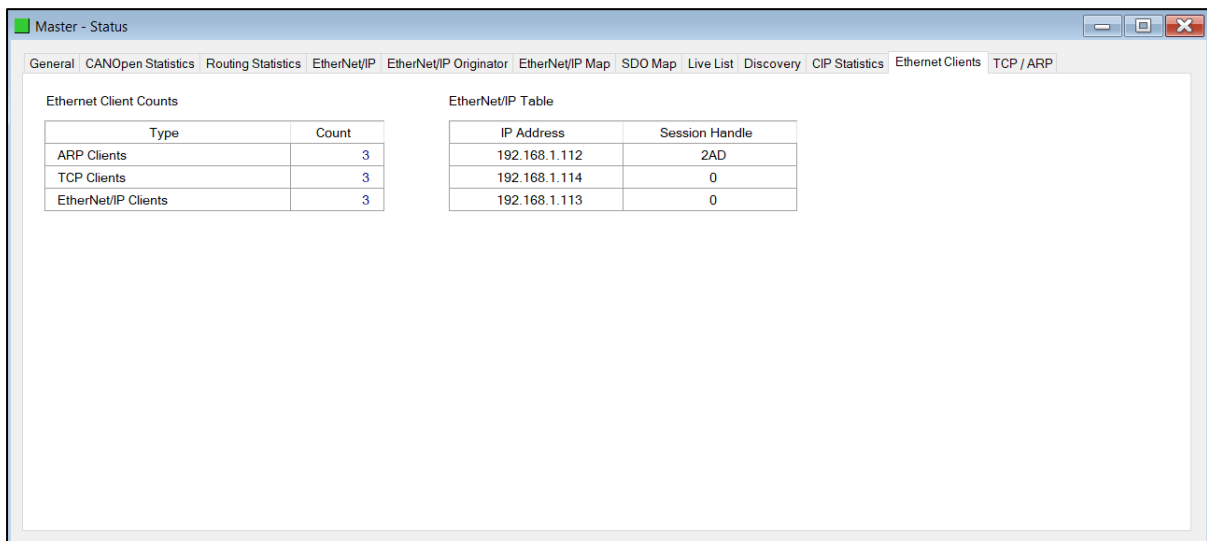 Master - Status
General CANOpen Statistics Routing Statistics EtherNet/IP EtherNet/IP Originator EtherNet/IP Map SDO Map Live List Discovery CIP Statistics Ethernet Clients TCP / ARP
Ethernet Client Counts
Type Count
ARP Clients 3
TCP Clients 3
EtherNet/IP Clients 3
EtherNet/IP Table
IP Address Session Handle
192.168.1.112 2AD
192.168.1.114 0
192.168.1.113 0